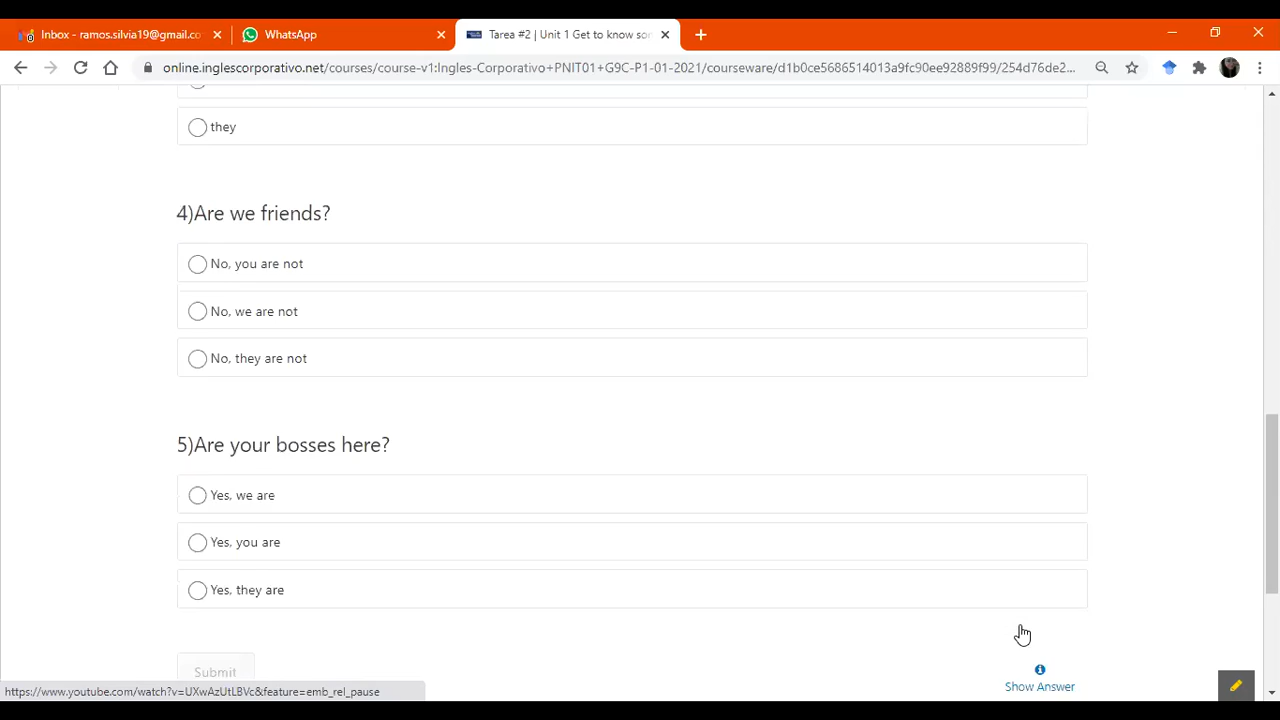 Inbox - ramos.silvia19@gmail.co
WhatsApp
Tarea #2 | Unit 1 Get to know so
online.inglescorporativo.net/courses/course-v1:Ingles-Corporativo+PNIT01+G9C-P1-01-2021/courseware/d1b0ce5686514013a9fc90ee92889f99/254d76de2...
they
4)Are we friends?
No, you are not
No, we are not
No, they are not
5)Are your bosses here?
Yes, we are
Yes, you are
Yes, they are
Submit
Show Answer
https://www.youtube.com/watch?v=UXwAzUtLBVc&feature=emb_rel_pause